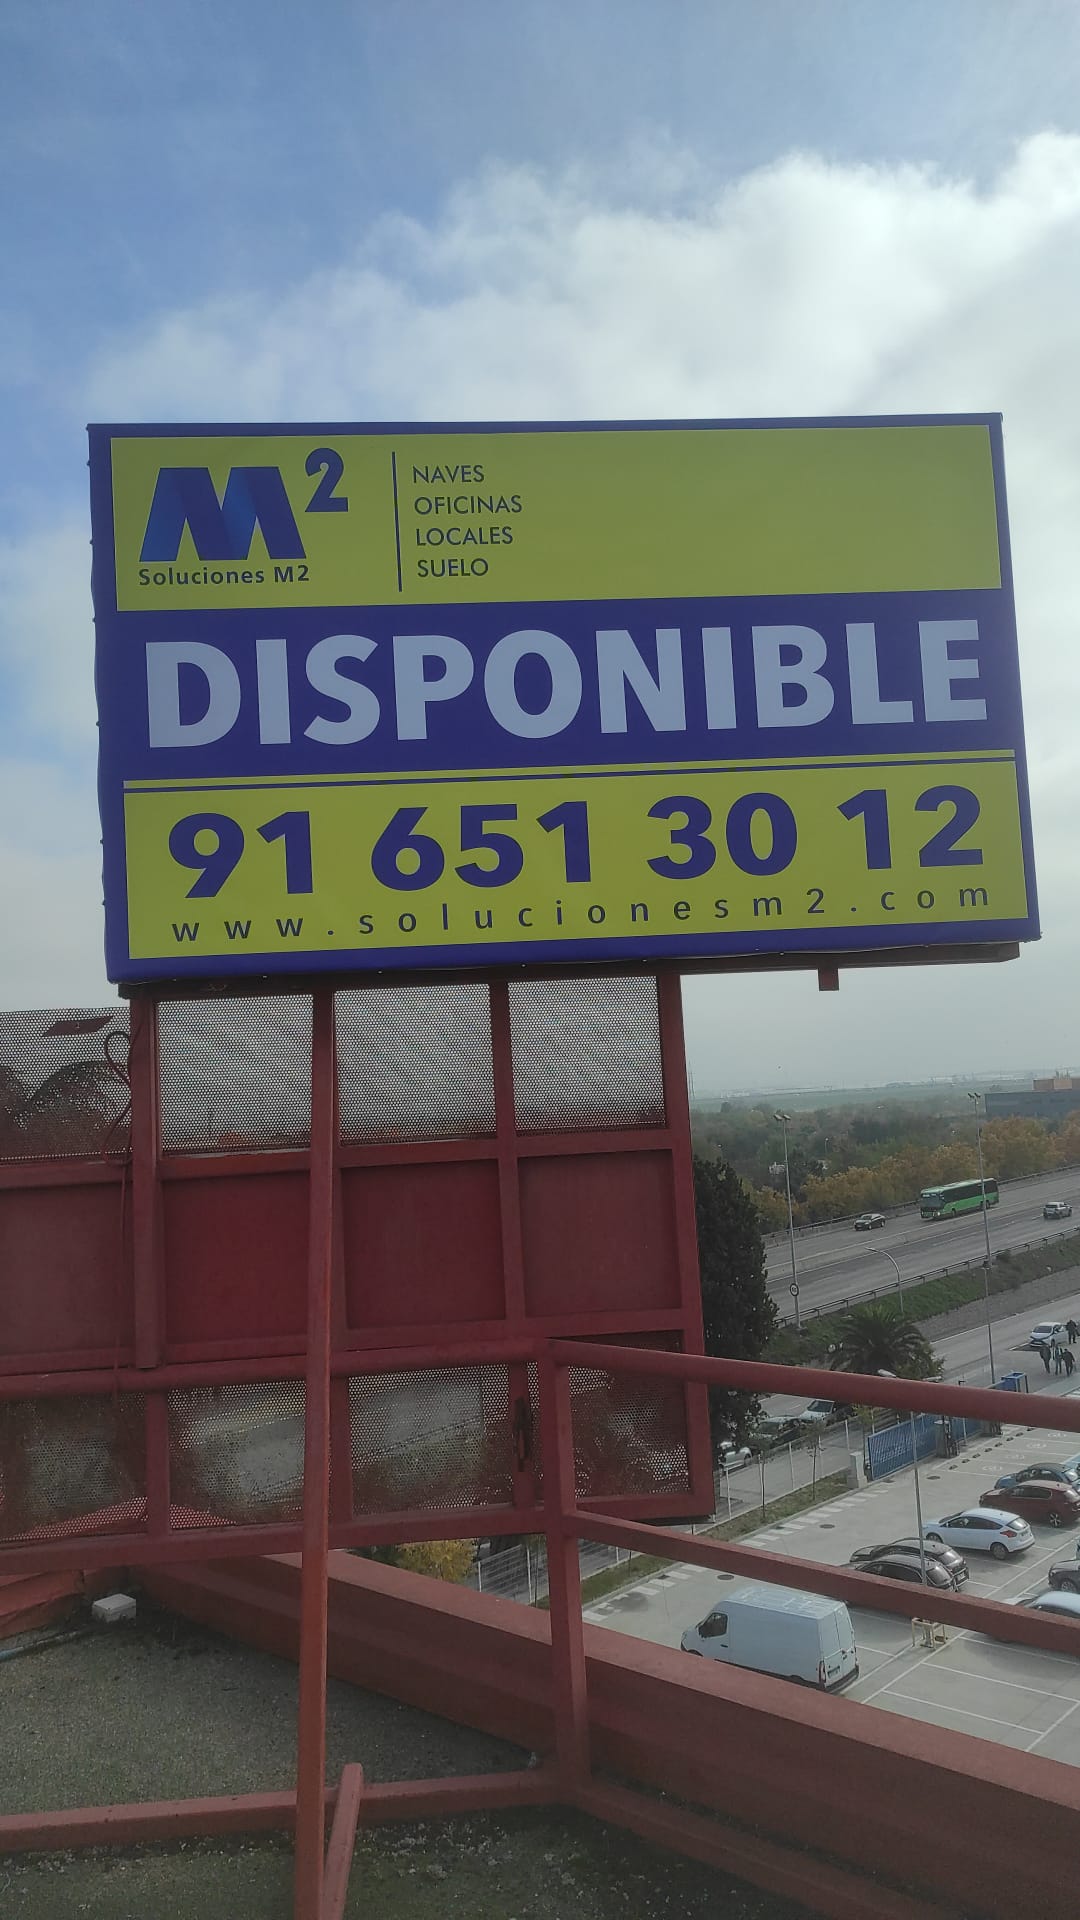 M2
Soluciones M2
NAVES
OFICINAS
LOCALES
SUELO
DISPONIBLE
91 651 30 12
www.solucionesm2.com